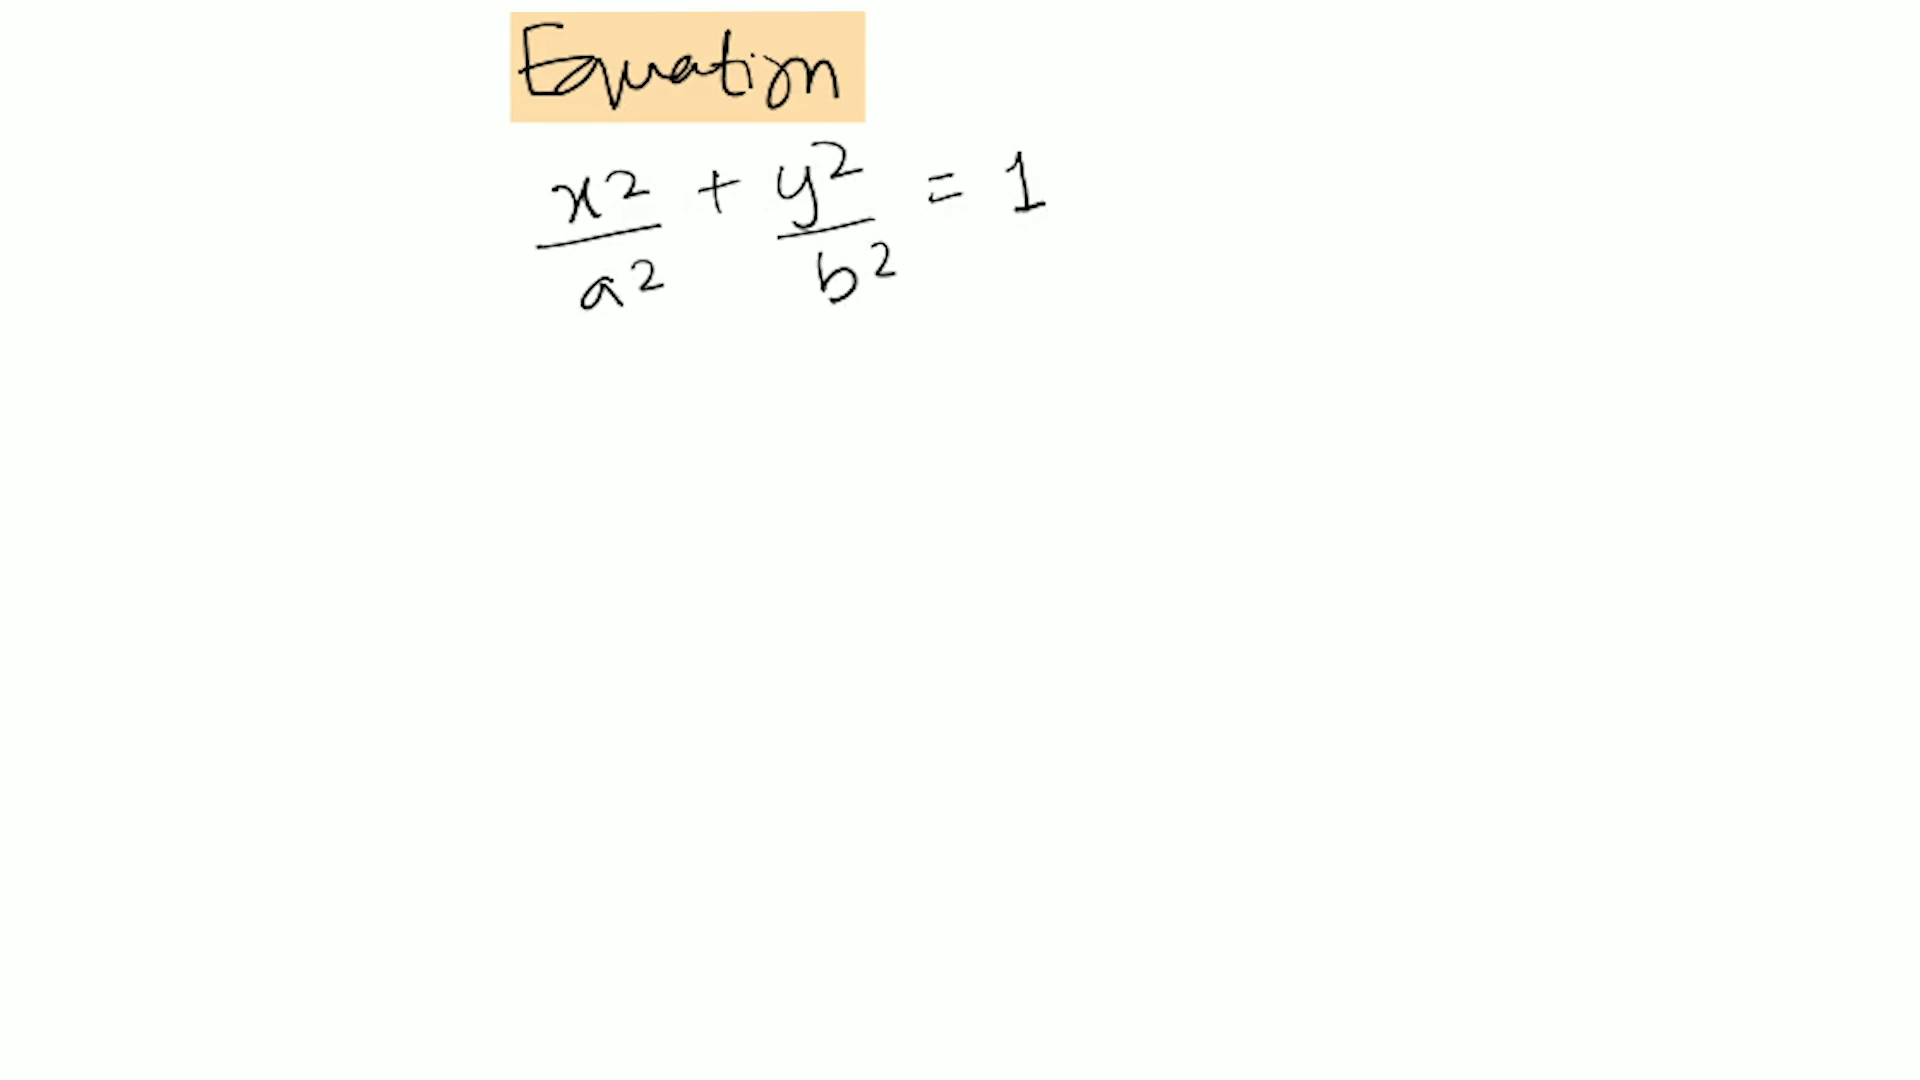 Equation
x²/a² + y²/b² = 1